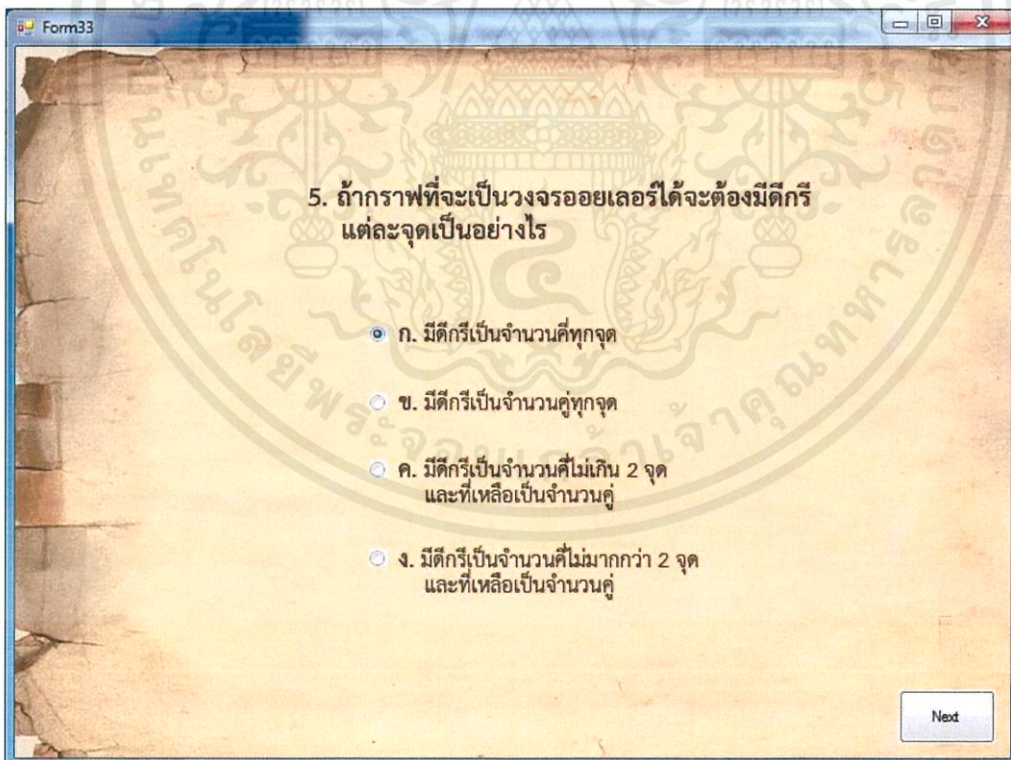 Form33
5. ถ้ากราฟที่จะเป็นวงจรออยเลอร์ได้จะต้องมีดีกรี
แต่ละจุดเป็นอย่างไร
ก. มีดีกรีเป็นจำนวนคี่ทุกจุด
ข. มีดีกรีเป็นจำนวนคู่ทุกจุด
ค. มีดีกรีเป็นจำนวนคี่ไม่เกิน 2 จุด
และที่เหลือเป็นจำนวนคู่
ง. มีดีกรีเป็นจำนวนคี่ไม่มากกว่า 2 จุด
และที่เหลือเป็นจำนวนคู่
Next